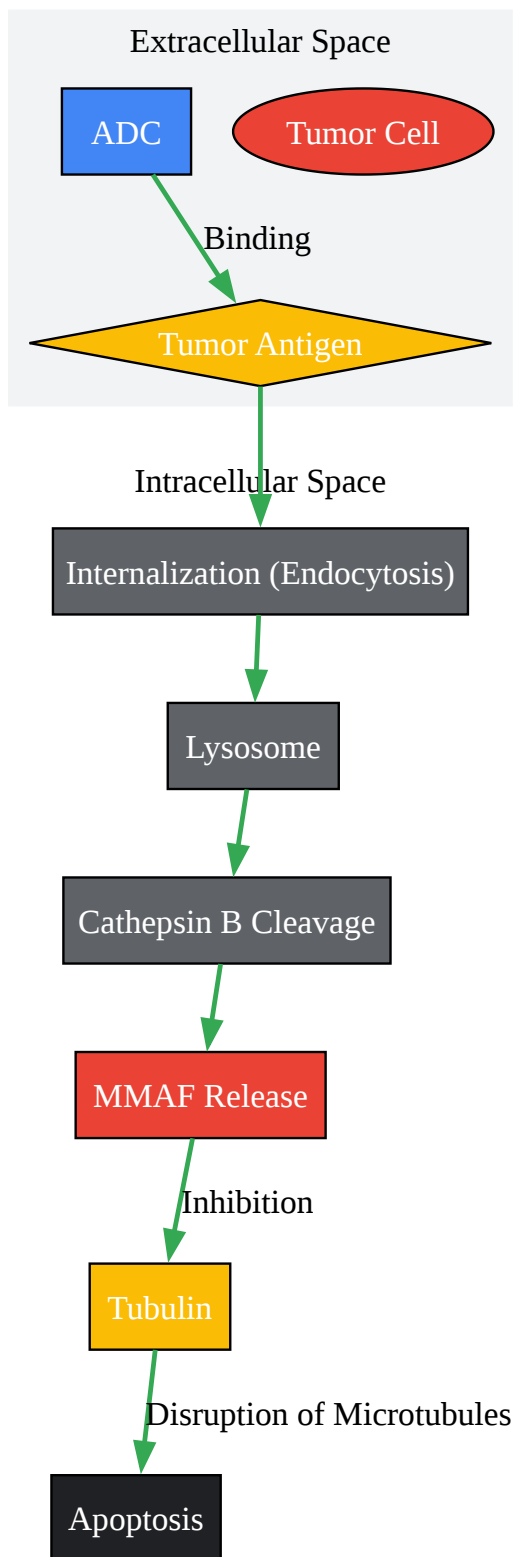 Extracellular Space
ADC
Tumor Cell
Binding
Tumor Antigen
Intracellular Space
Internalization (Endocytosis)
Lysosome
Cathepsin B Cleavage
MMAF Release
Inhibition
Tubulin
Disruption of Microtubules
Apoptosis